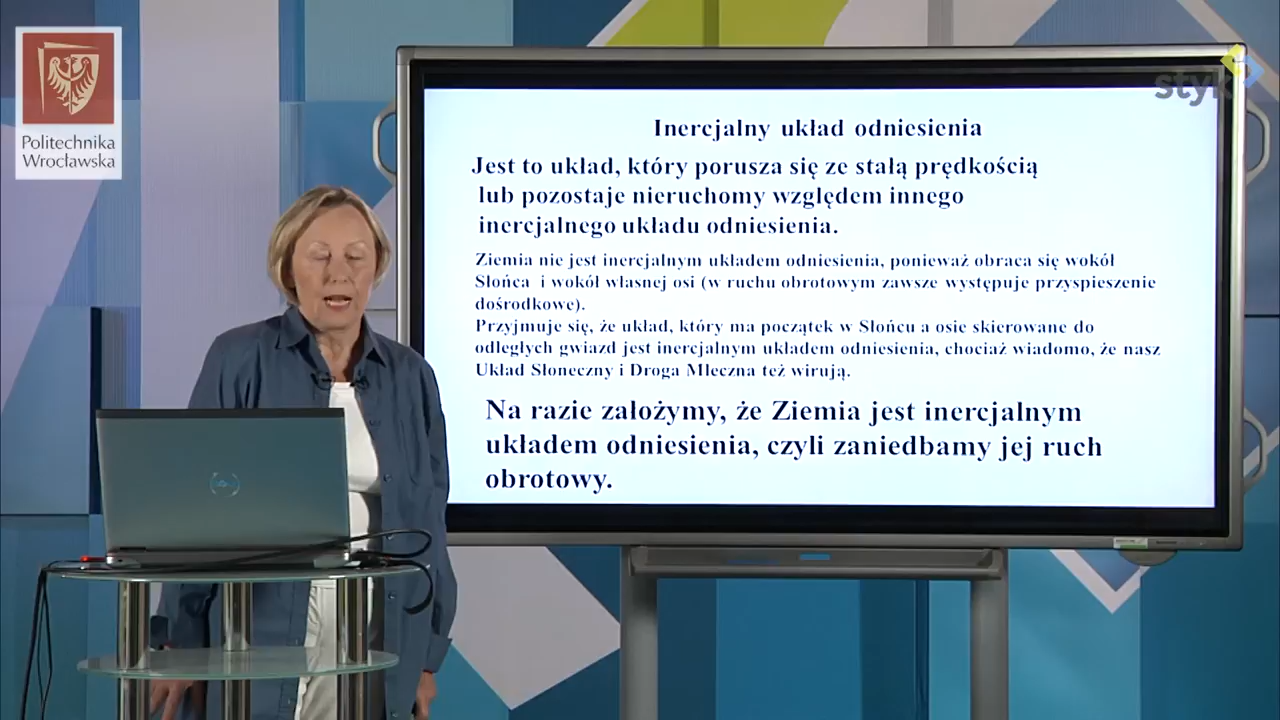 Politechnika
Wrocławska
styk
Inercjalny układ odniesienia
Jest to układ, który porusza się ze stałą prędkością
lub pozostaje nieruchomy względem innego
inercjalnego układu odniesienia.
Ziemia nie jest inercjalnym układem odniesienia, ponieważ obraca się wokół
Słońca i wokół własnej osi (w ruchu obrotowym zawsze występuje przyspieszenie
dośrodkowe).
Przyjmuje się, że układ, który ma początek w Słońcu a osie skierowane do
odległych gwiazd jest inercjalnym układem odniesienia, chociaż wiadomo, że nasz
Układ Słoneczny i Droga Mleczna też wirują.
Na razie założymy, że Ziemia jest inercjalnym
układem odniesienia, czyli zaniedbamy jej ruch
obrotowy.